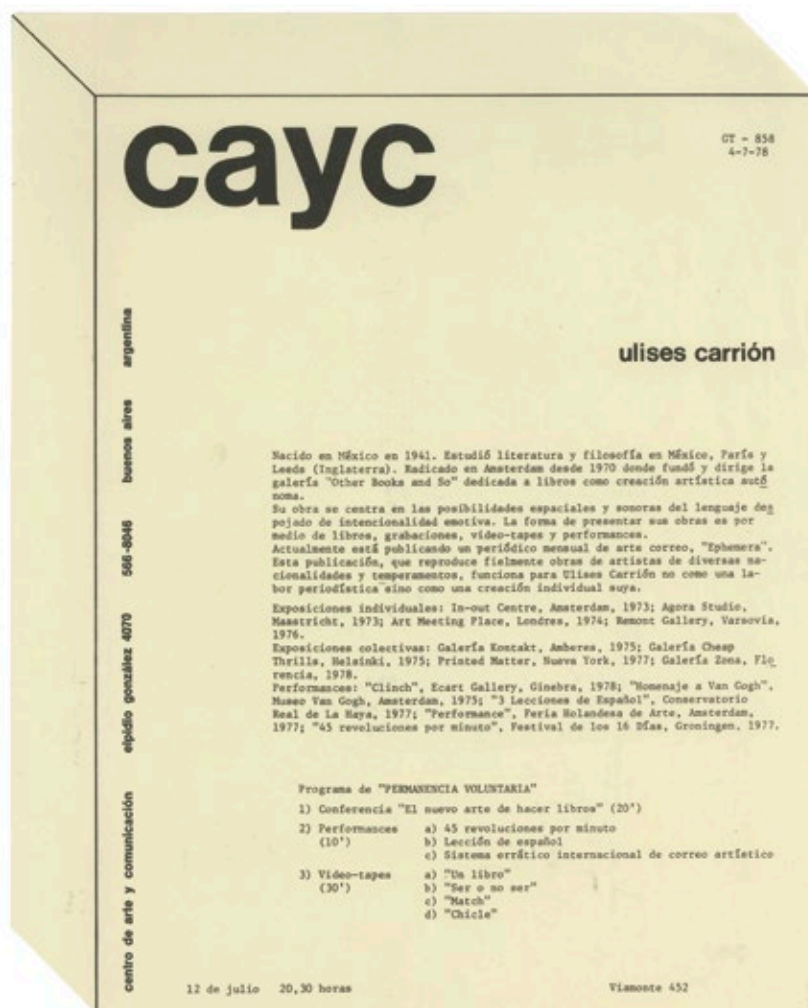 cayc
GT - 858
4-7-78
ulises carrión
centro de arte y comunicación elpidio gonzález 4070 566-8046 buenos aires argentina
Nacido en México en 1941. Estudió literatura y filosofía en México, París y
Leeds (Inglaterra). Radicado en Amsterdam desde 1970 donde fundó y dirige la
galería "Other Books and So" dedicada a libros como creación artística autó
noma.
Su obra se centra en las posibilidades espaciales y sonoras del lenguaje des
pojado de intencionalidad emotiva. La forma de presentar sus obras es por
medio de libros, grabaciones, video-tapes y performances.
Actualmente está publicando un periódico mensual de arte correo, "Ephemera".
Esta publicación, que reproduce fielmente obras de artistas de diversas na-
cionalidades y temperamentos, funciona para Ulises Carrión no como una la-
bor periodística sino como una creación individual suya.
Exposiciones individuales: In-out Centre, Amsterdam, 1973; Agora Studio,
Maastricht, 1973; Art Meeting Place, Londres, 1974; Remont Gallery, Varsovia,
1976.
Exposiciones colectivas: Galería Kontakt, Amberes, 1975; Galería Cheap
Thrills, Helsinki, 1975; Printed Matter, Nueva York, 1977; Galería Zona, Flo
rencia, 1978.
Performances: "Clinch", Ecart Gallery, Ginebra, 1978; "Homenaje a Van Gogh",
Museo Van Gogh, Amsterdam, 1975; "3 Lecciones de Español", Conservatorio
Real de La Haya, 1977; "Performance", Feria Holandesa de Arte, Amsterdam,
1977; "45 revoluciones por minuto", Festival de los 16 Días, Groningen, 1977.
Programa de "PERMANENCIA VOLUNTARIA"
1) Conferencia "El nuevo arte de hacer libros" (20')
2) Performances a) 45 revoluciones por minuto
(10') b) Lección de español
c) Sistema errático internacional de correo artístico
3) Video-tapes a) "Un libro"
(30') b) "Ser o no ser"
c) "Match"
d) "Chicle"
12 de julio 20,30 horas Viamonte 452